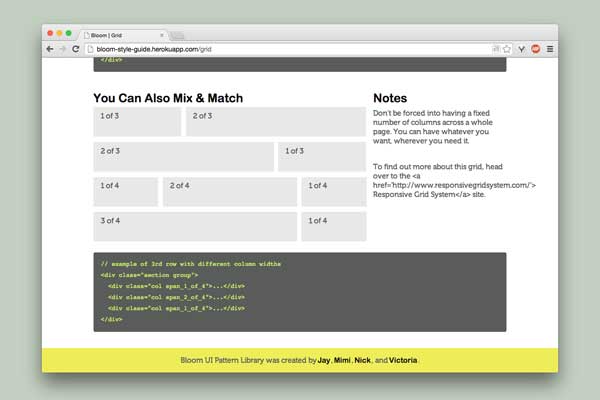 Bloom | Grid
bloom-style-guide.herokuapp.com/grid
</div>
You Can Also Mix & Match
1 of 3
2 of 3
2 of 3
1 of 3
1 of 4
2 of 4
1 of 4
3 of 4
1 of 4
Notes
Don't be forced into having a fixed
number of columns across a whole
page. You can have whatever you
want, wherever you need it.
To find out more about this grid, head
over to the <a
href='http://www.responsivegridsystem.com/'>
Responsive Grid System</a> site.
// example of 3rd row with different column widths
<div class="section group">
<div class="col span_1_of_4">...</div>
<div class="col span_2_of_4">...</div>
<div class="col span_1_of_4">...</div>
</div>
Bloom UI Pattern Library was created by Jay, Mimi, Nick, and Victoria.